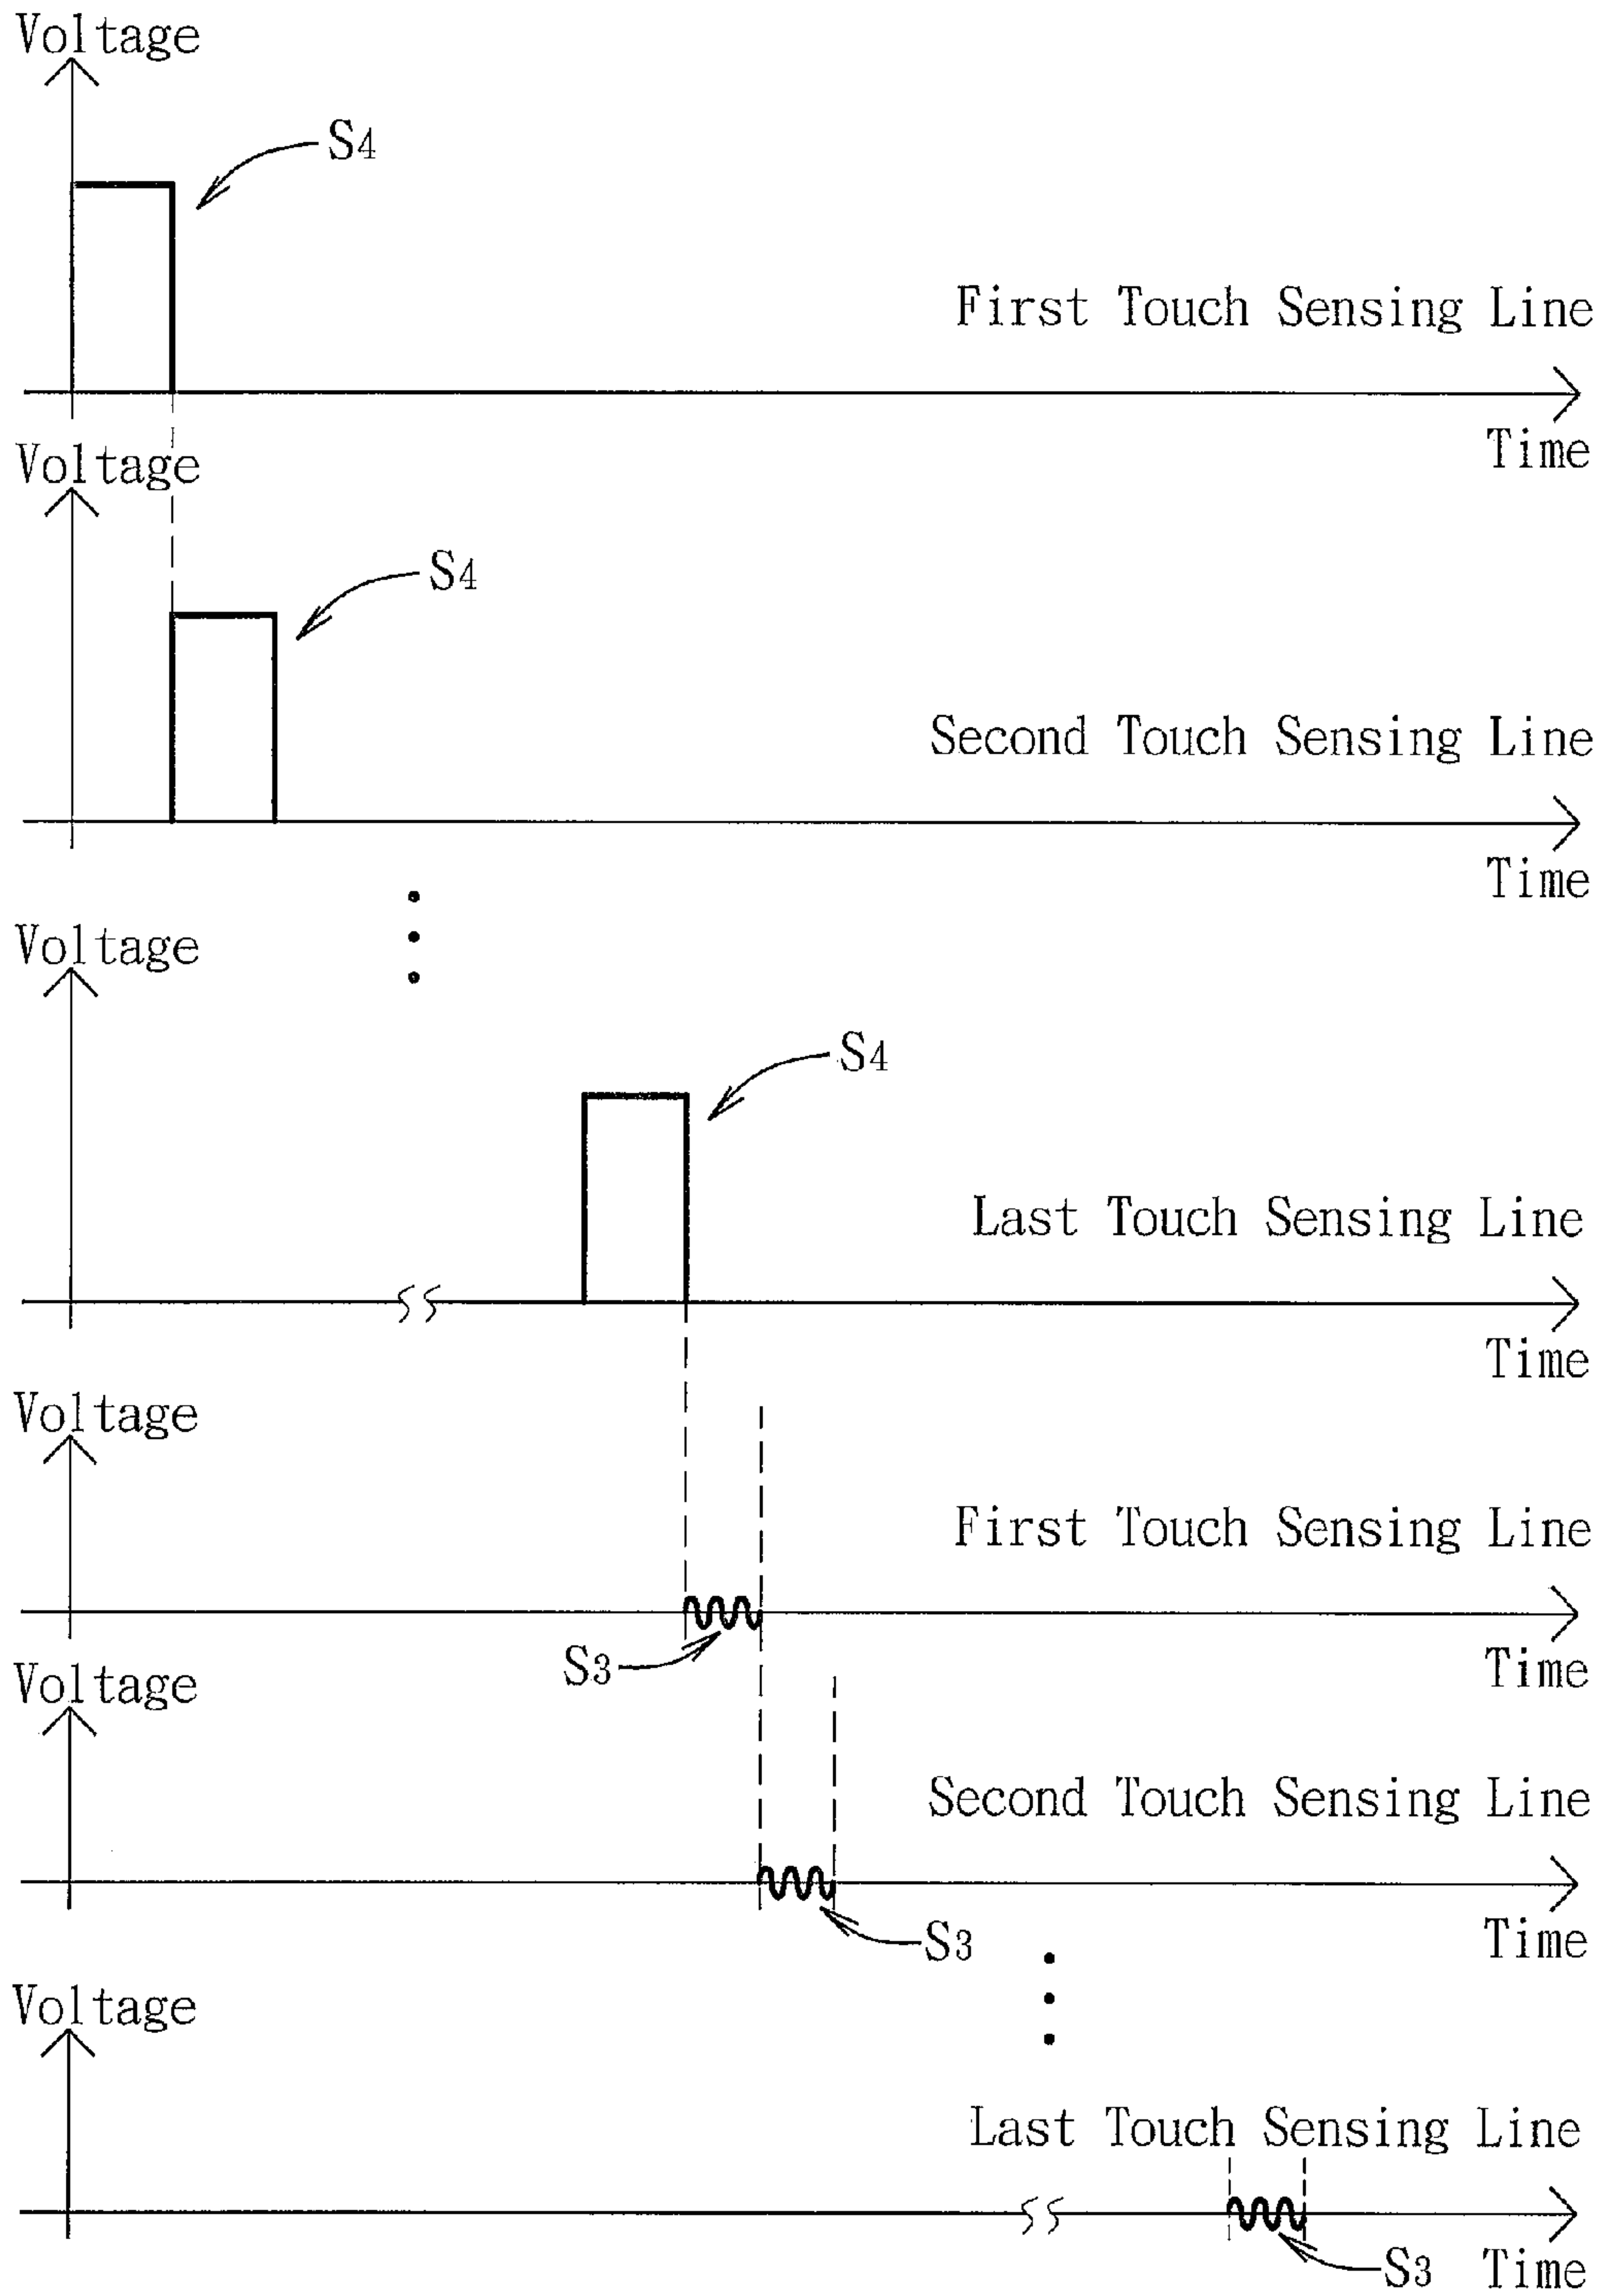 Voltage
S4
First Touch Sensing Line
Time
Voltage
S4
Second Touch Sensing Line
Time
Voltage
S4
Last Touch Sensing Line
Time
Voltage
First Touch Sensing Line
S3
Time
Voltage
Second Touch Sensing Line
S3
Time
Voltage
Last Touch Sensing Line
S3
Time